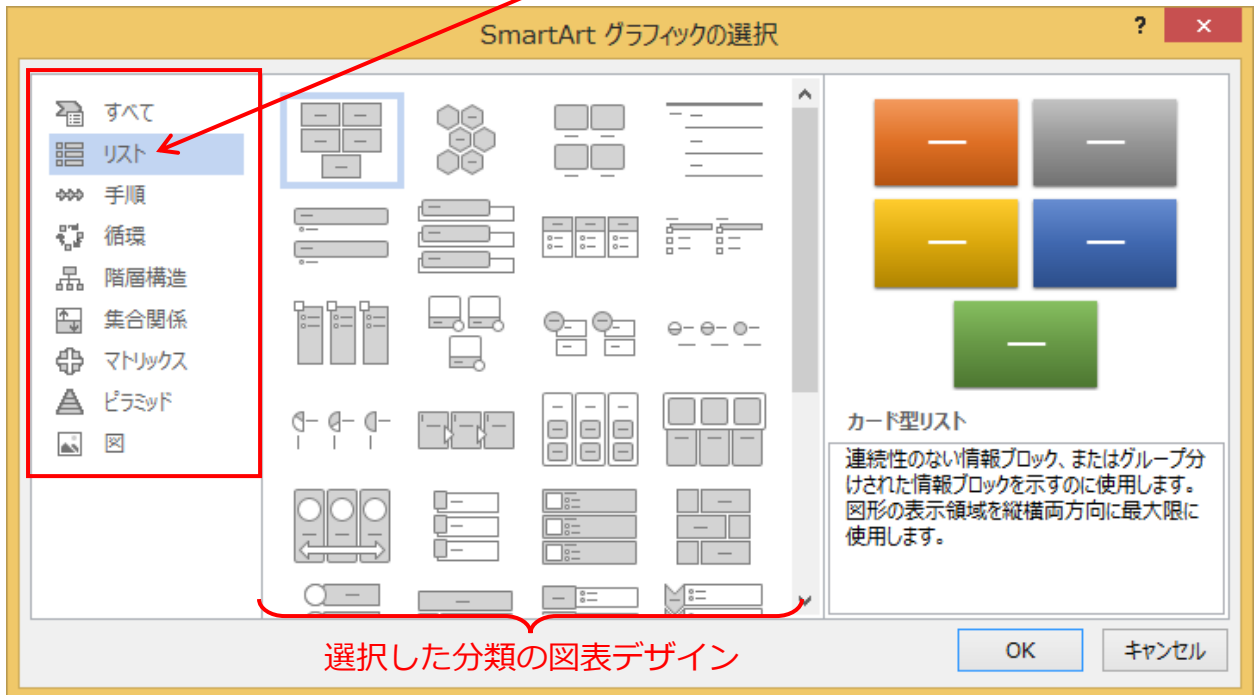 SmartArt グラフィックの選択
? ×
すべて
リスト
手順
循環
階層構造
集合関係
マトリックス
ピラミッド
図
カード型リスト
連続性のない情報ブロック、またはグループ分
けされた情報ブロックを示すのに使用します。
図形の表示領域を縦横両方向に最大限に
使用します。
選択した分類の図表デザイン
OK
キャンセル